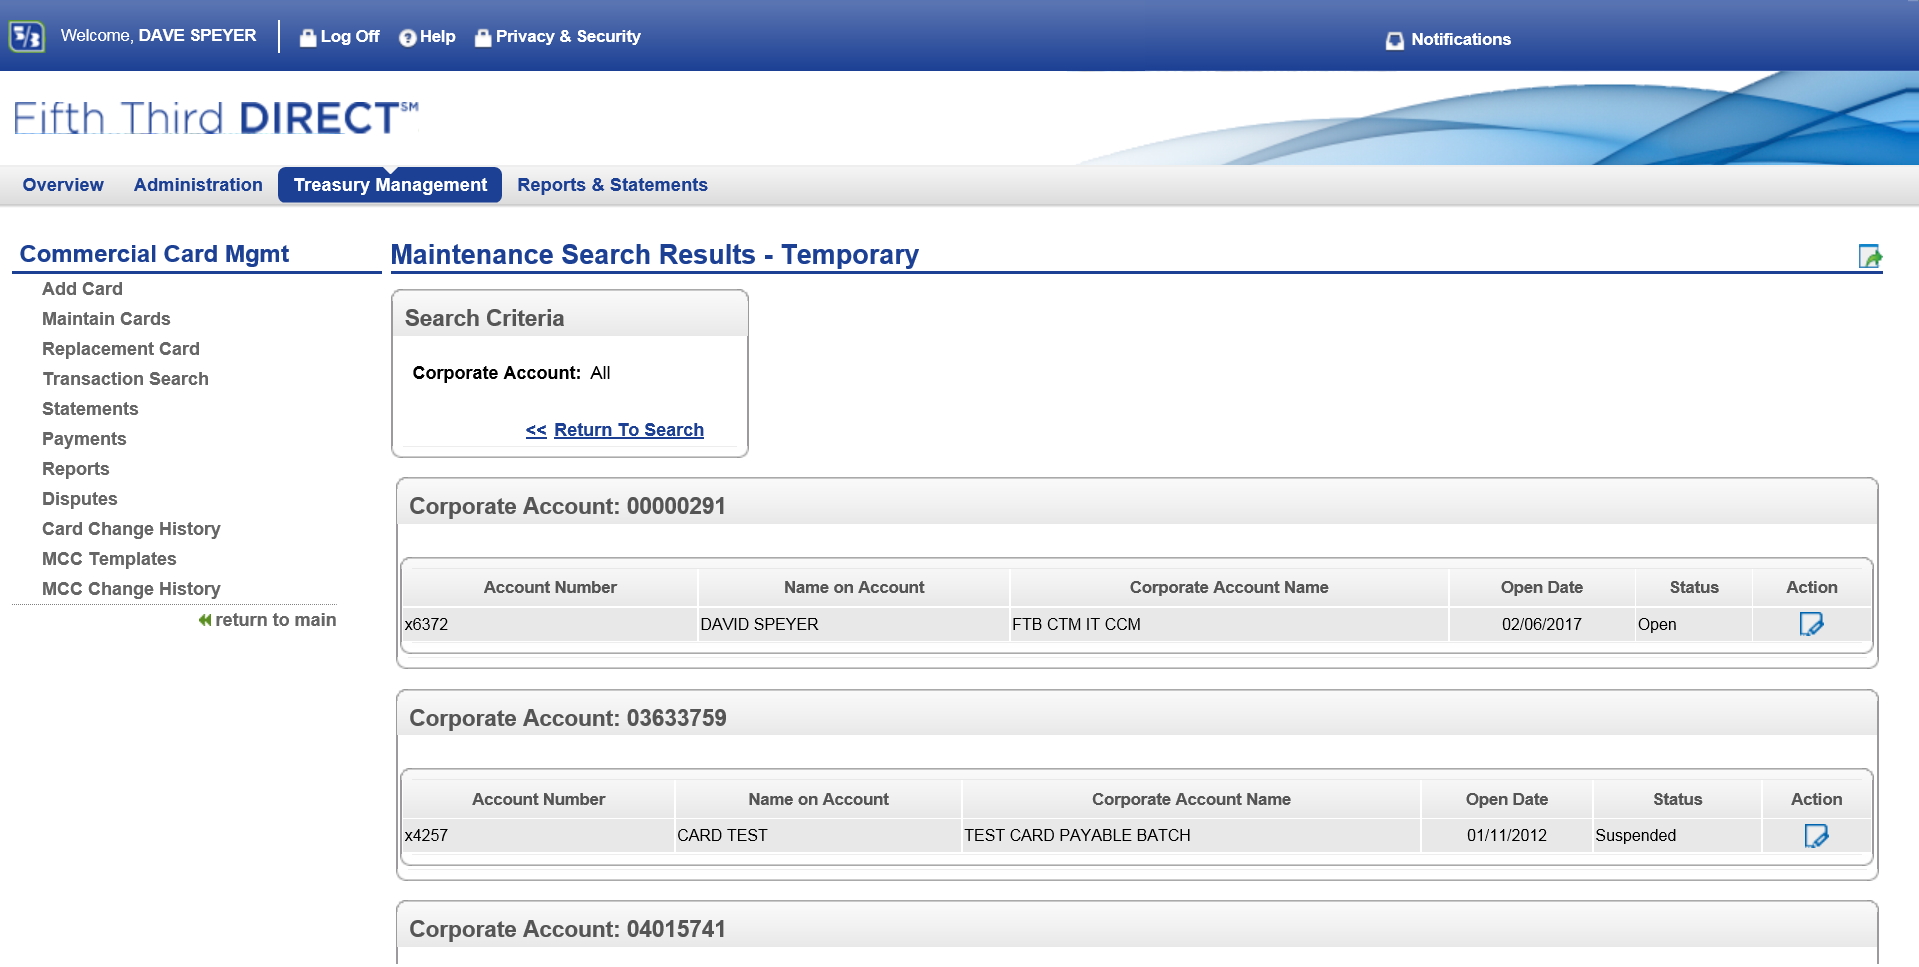 5/3 Welcome, DAVE SPEYER Log Off Help Privacy & Security Notifications
Fifth Third DIRECT℠
Overview Administration Treasury Management Reports & Statements
Commercial Card Mgmt
Add Card
Maintain Cards
Replacement Card
Transaction Search
Statements
Payments
Reports
Disputes
Card Change History
MCC Templates
MCC Change History
return to main
Maintenance Search Results - Temporary
Search Criteria
Corporate Account: All
<< Return To Search
Corporate Account: 00000291
Account Number Name on Account Corporate Account Name Open Date Status Action
x6372 DAVID SPEYER FTB CTM IT CCM 02/06/2017 Open
Corporate Account: 03633759
Account Number Name on Account Corporate Account Name Open Date Status Action
x4257 CARD TEST TEST CARD PAYABLE BATCH 01/11/2012 Suspended
Corporate Account: 04015741